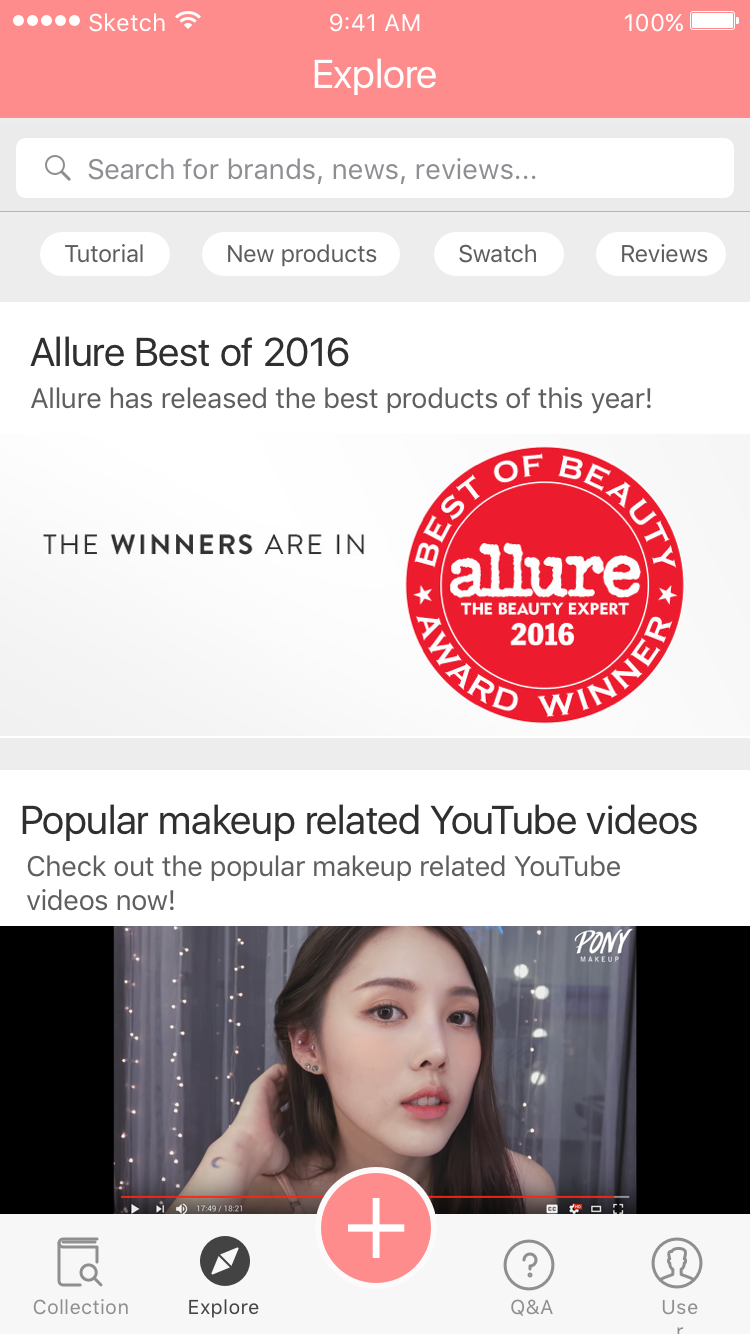 Sketch 9:41 AM 100%
Explore
Search for brands, news, reviews...
Tutorial New products Swatch Reviews
Allure Best of 2016
Allure has released the best products of this year!
THE WINNERS ARE IN
BEST OF BEAUTY
allure
THE BEAUTY EXPERT
2016
AWARD WINNER
Popular makeup related YouTube videos
Check out the popular makeup related YouTube
videos now!
PONY
MAKEUP
17:49 / 18:21
CC HD
Collection Explore Q&A Use
r